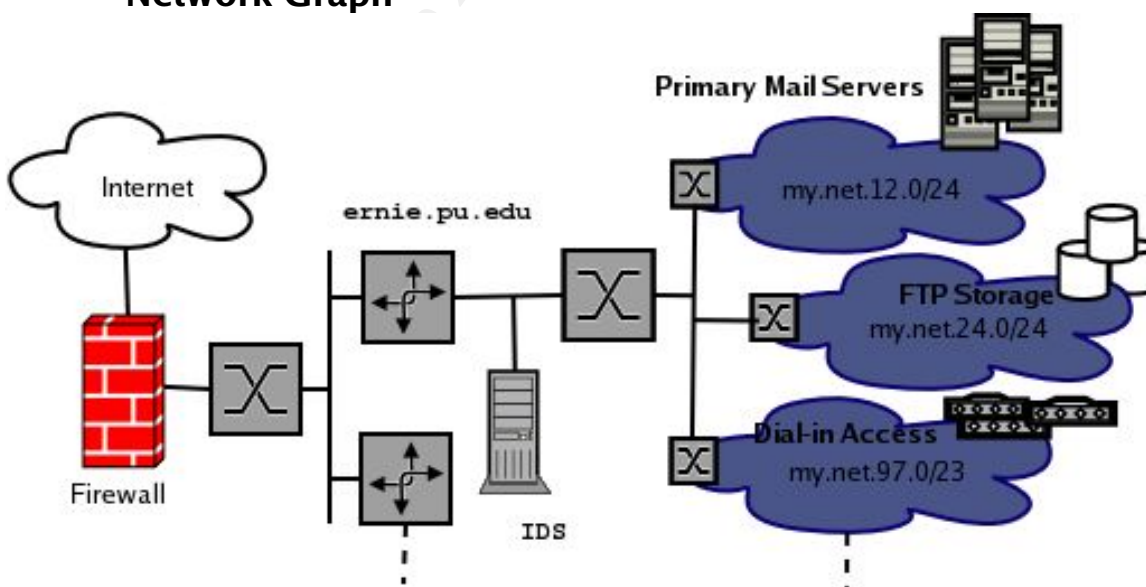 Network Graph
Primary Mail Servers
Internet
my.net.12.0/24
ernie.pu.edu
FTP Storage
my.net.24.0/24
Dial-in Access
my.net.97.0/23
Firewall
IDS